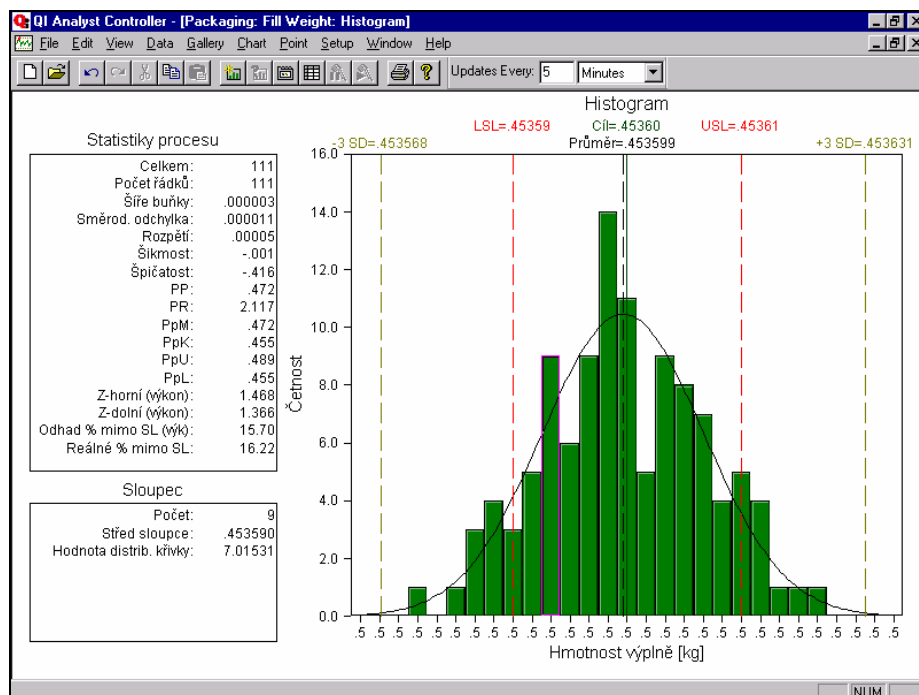 QI Analyst Controller - [Packaging: Fill Weight: Histogram]
File Edit View Data Gallery Chart Point Setup Window Help
Updates Every: 5 Minutes
Histogram
LSL=.45359 Cíl=.45360 USL=.45361
-3 SD=.453568 Průměr=.453599 +3 SD=.453631
Statistiky procesu
Celkem: 111
Počet řádků: 111
Šíře buňky: .000003
Směrod. odchylka: .000011
Rozpětí: .00005
Šikmost: -.001
Špičatost: -.416
PP: .472
PR: 2.117
PpM: .472
PpK: .455
PpU: .489
PpL: .455
Z-horní (výkon): 1.468
Z-dolní (výkon): 1.366
Odhad % mimo SL (výk): 15.70
Reálné % mimo SL: 16.22
Sloupec
Počet: 9
Střed sloupce: .453590
Hodnota distrib. křivky: 7.01531
Četnost
16.0
14.0
12.0
10.0
8.0
6.0
4.0
2.0
0.0
.5 .5 .5 .5 .5 .5 .5 .5 .5 .5 .5 .5 .5 .5 .5 .5 .5 .5 .5 .5 .5 .5 .5 .5 .5 .5 .5 .5 .5
Hmotnost výplně [kg]
NUM